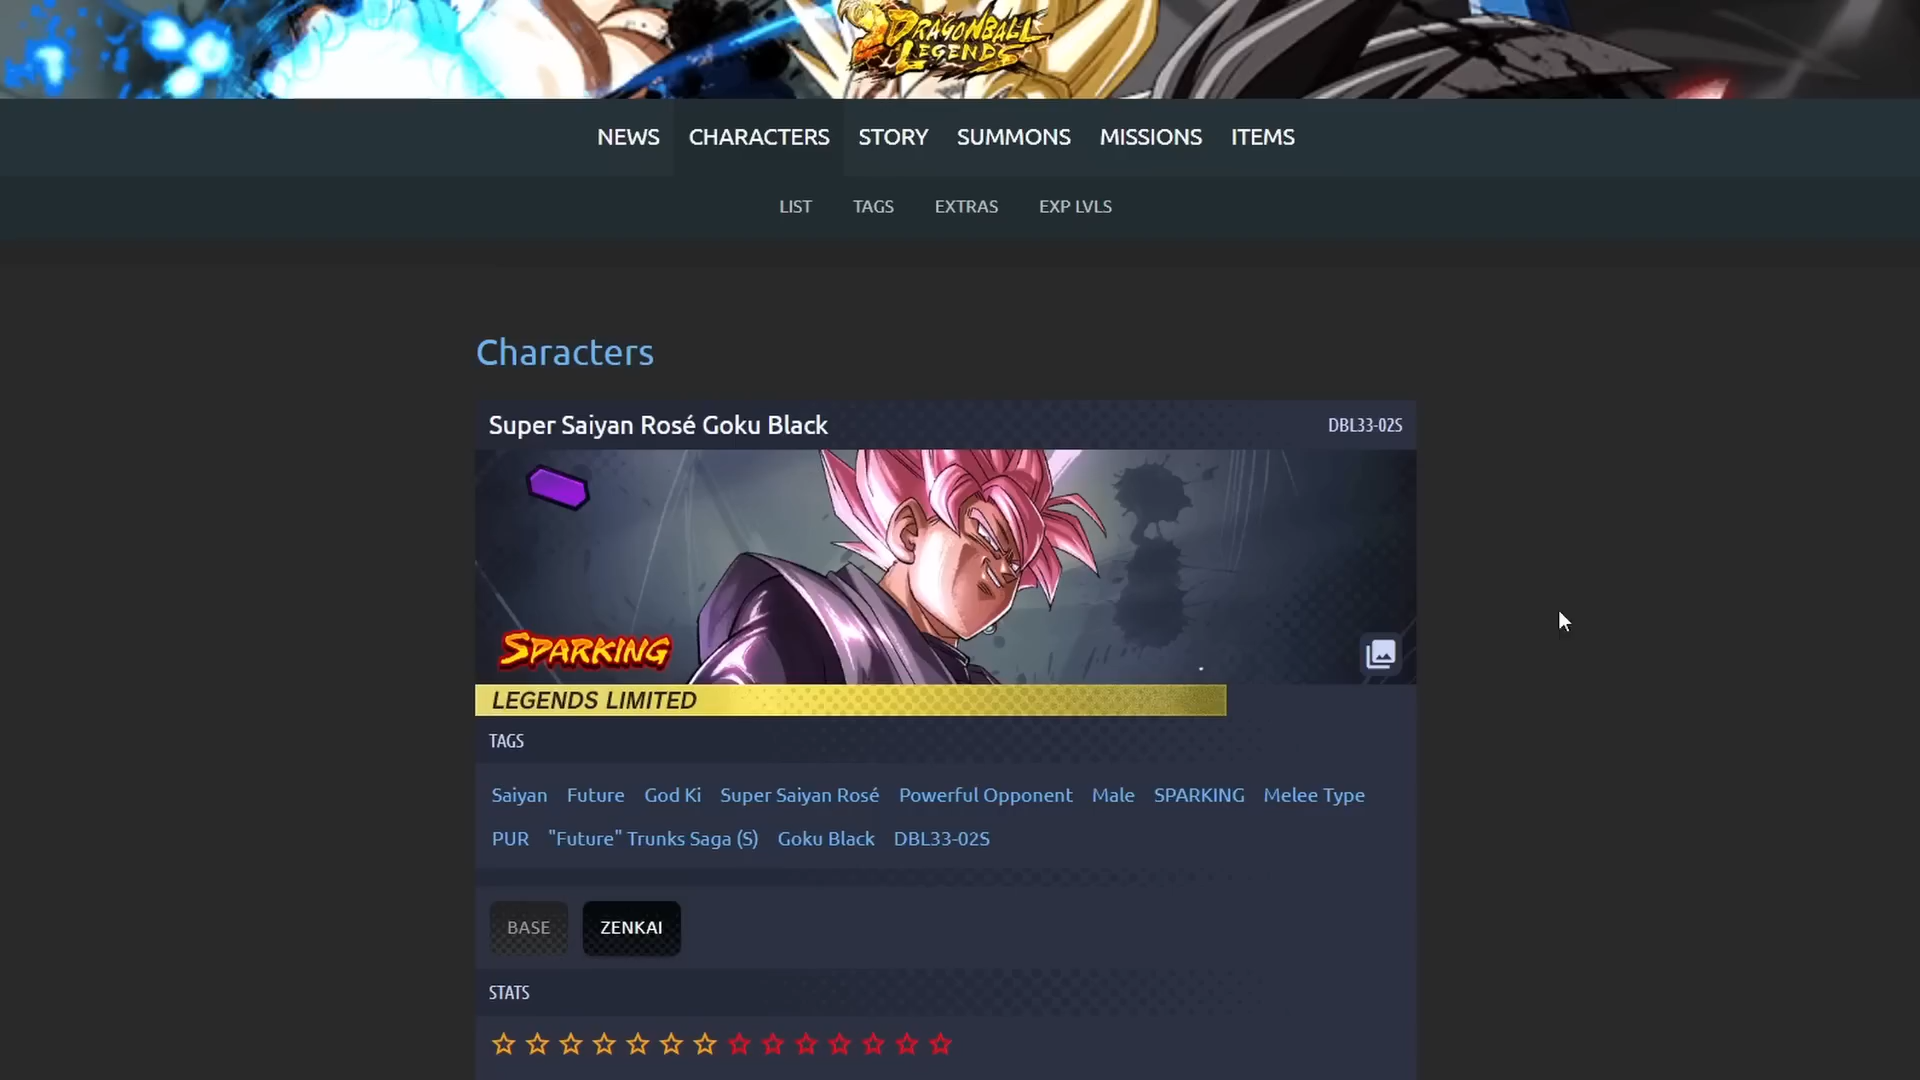 DRAGONBALL
LEGENDS
NEWS CHARACTERS STORY SUMMONS MISSIONS ITEMS
LIST TAGS EXTRAS EXP LVLS
Characters
Super Saiyan Rosé Goku Black DBL33-02S
SPARKING
LEGENDS LIMITED
TAGS
Saiyan Future God Ki Super Saiyan Rosé Powerful Opponent Male SPARKING Melee Type
PUR "Future" Trunks Saga (S) Goku Black DBL33-02S
BASE ZENKAI
STATS